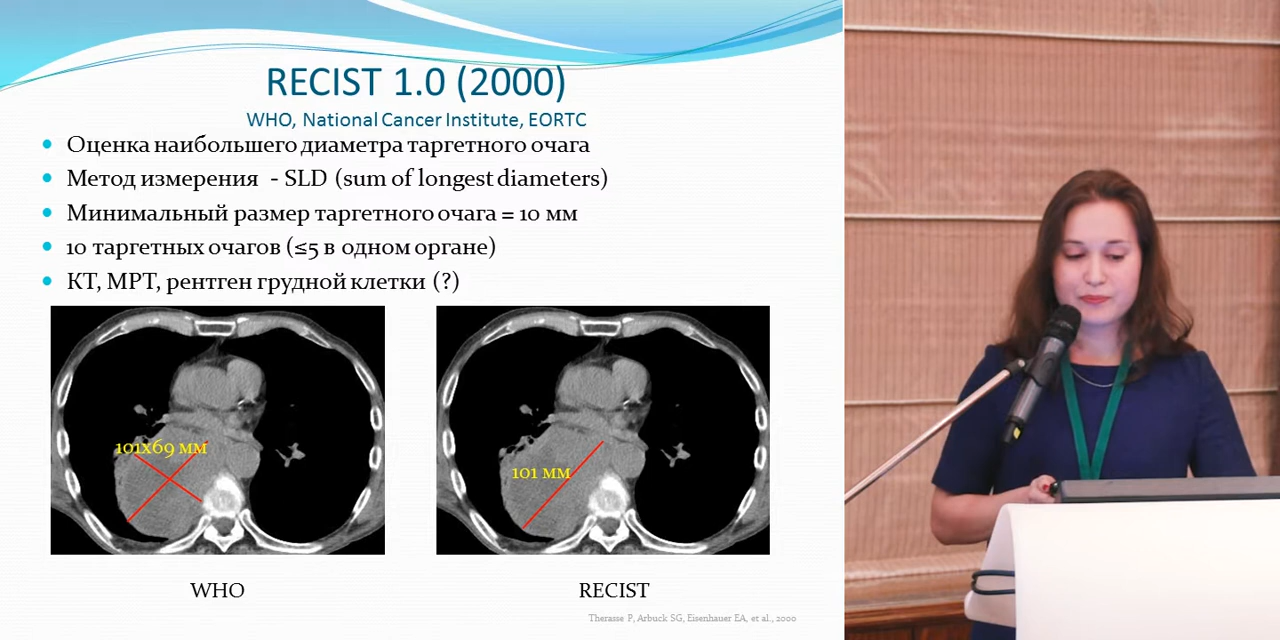 RECIST 1.0 (2000)
WHO, National Cancer Institute, EORTC
Оценка наибольшего диаметра таргетного очага
Метод измерения - SLD (sum of longest diameters)
Минимальный размер таргетного очага = 10 мм
10 таргетных очагов (≤5 в одном органе)
КТ, МРТ, рентген грудной клетки (?)
101х69 мм
101 мм
WHO
RECIST
Therasse P, Arbuck SG, Eisenhauer EA, et al., 2000